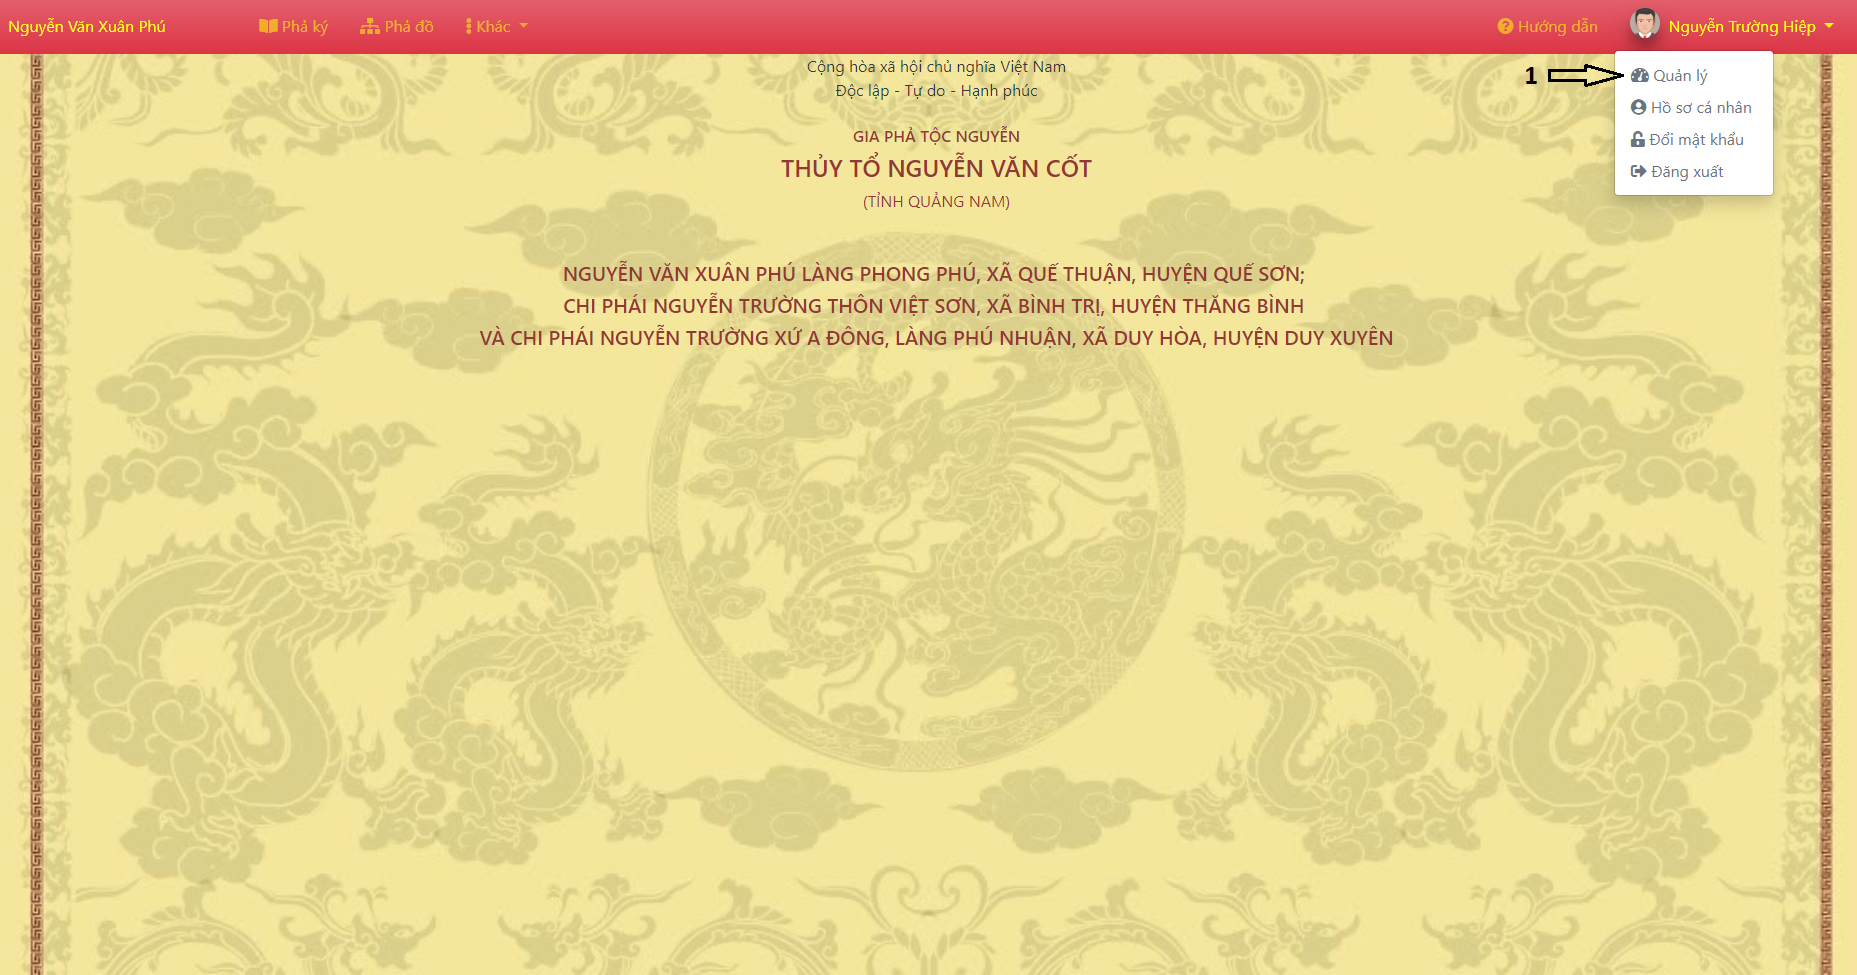 Nguyễn Văn Xuân Phú
Phả ký
Phả đồ
Khác
Hướng dẫn
Nguyễn Trường Hiệp
1
Quản lý
Hồ sơ cá nhân
Đổi mật khẩu
Đăng xuất
Cộng hòa xã hội chủ nghĩa Việt Nam
Độc lập - Tự do - Hạnh phúc
GIA PHẢ TỘC NGUYỄN
THỦY TỔ NGUYỄN VĂN CỐT
(TỈNH QUẢNG NAM)
NGUYỄN VĂN XUÂN PHÚ LÀNG PHONG PHÚ, XÃ QUẾ THUẬN, HUYỆN QUẾ SƠN;
CHI PHÁI NGUYỄN TRƯỜNG THÔN VIỆT SƠN, XÃ BÌNH TRỊ, HUYỆN THĂNG BÌNH
VÀ CHI PHÁI NGUYỄN TRƯỜNG XỨ A ĐÔNG, LÀNG PHÚ NHUẬN, XÃ DUY HÒA, HUYỆN DUY XUYÊN